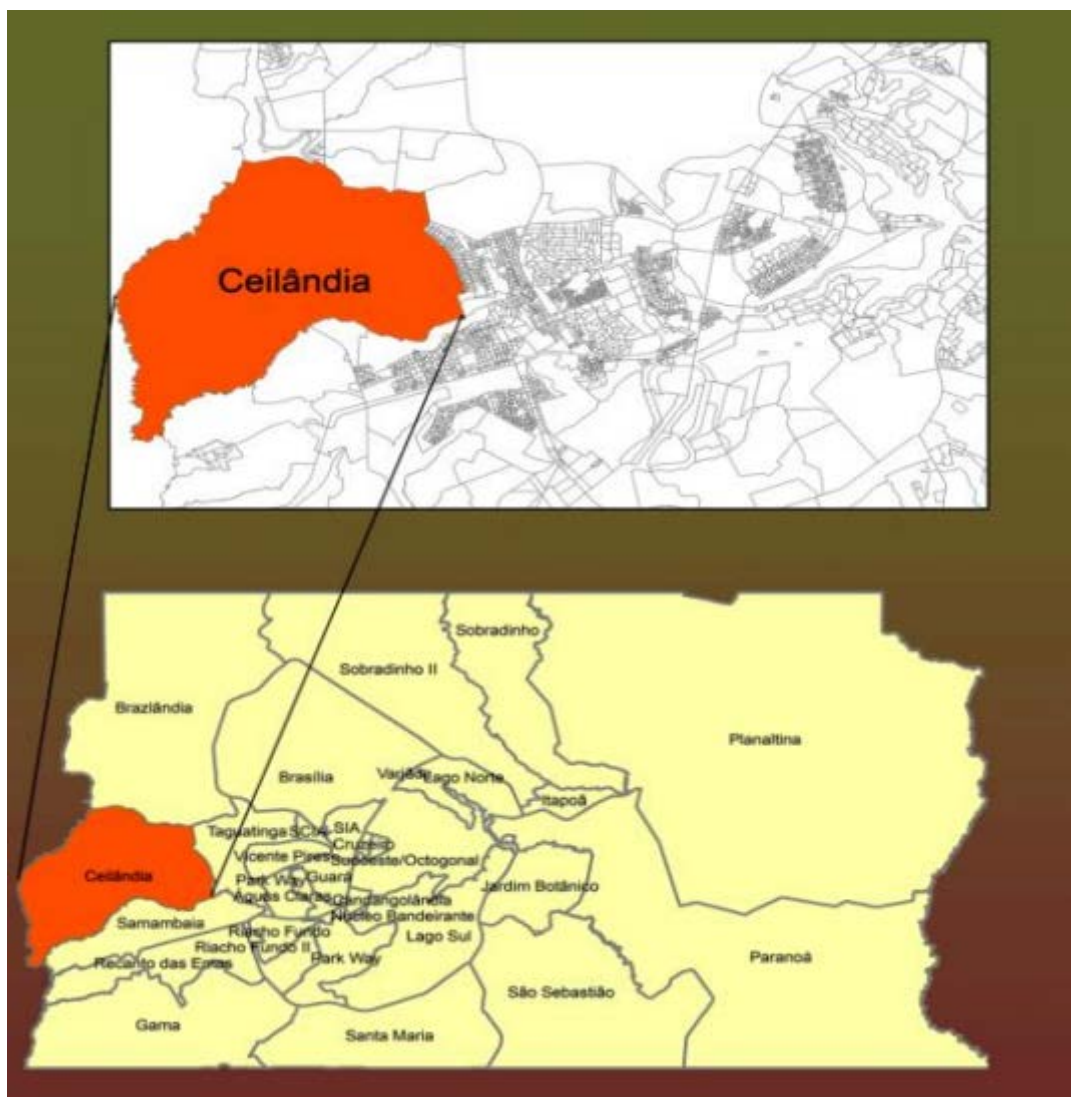 Ceilândia
Sobradinho
Sobradinho II
Brazlândia
Planaltina
Brasília
Varjão
Lago Norte
Itapoã
Taguatinga
SCIA
SIA
Cruzeiro
Vicente Pires
Sudoeste/Octogonal
Ceilândia
Park Way
Guará
Jardim Botânico
Águas Claras
Candangolândia
Núcleo Bandeirante
Samambaia
Riacho Fundo
Lago Sul
Riacho Fundo II
Recanto das Emas
Park Way
Paranoá
São Sebastião
Gama
Santa Maria